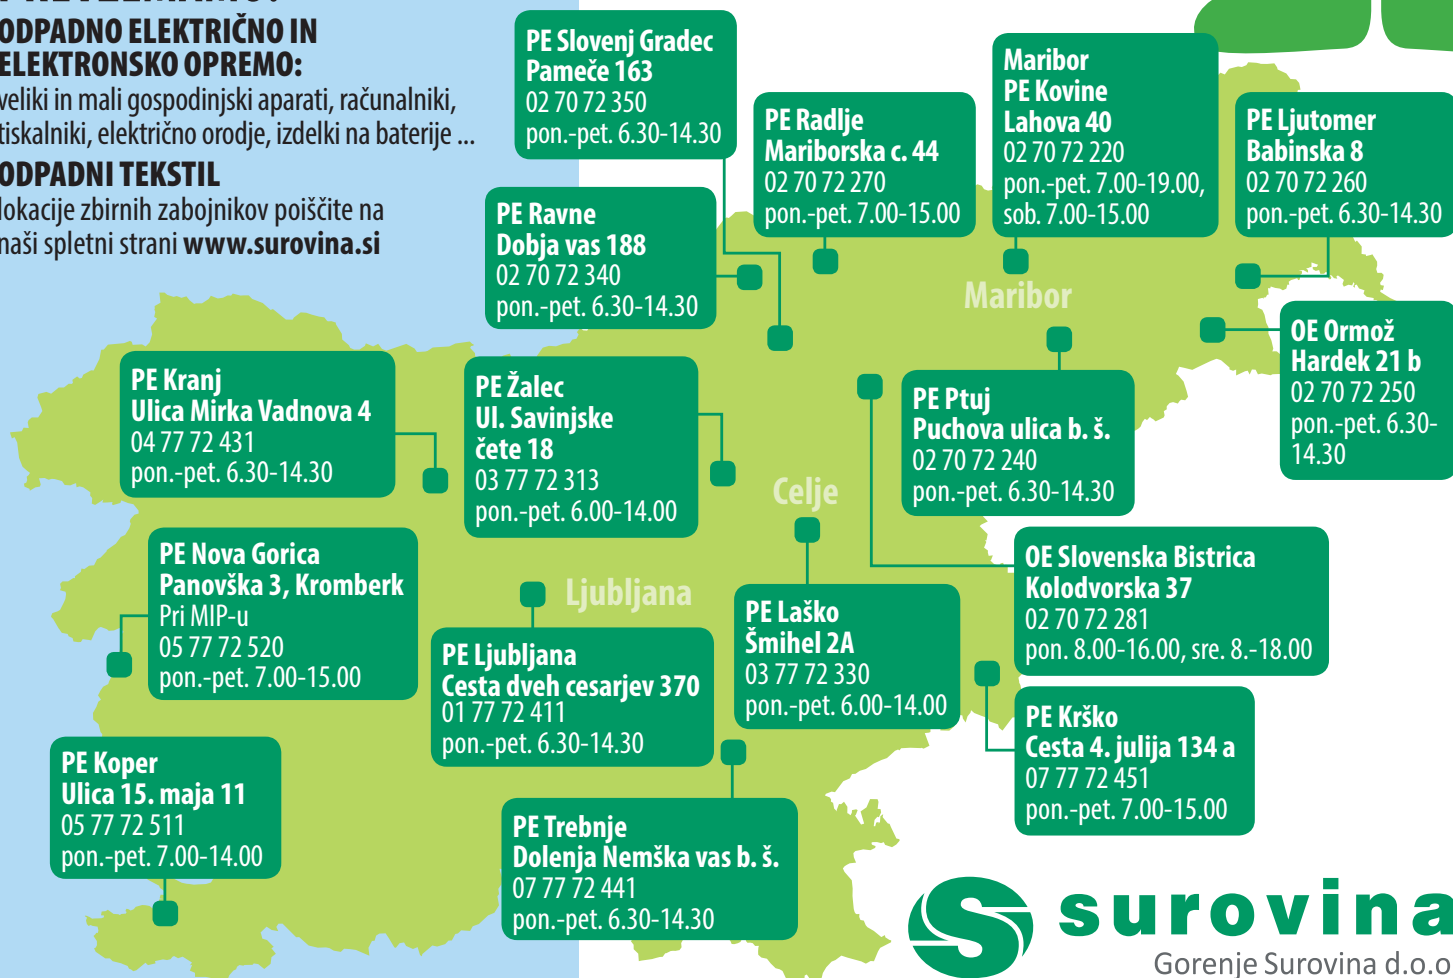 ODPADNO ELEKTRIČNO IN
ELEKTRONSKO OPREMO:
veliki in mali gospodinjski aparati, računalniki,
tiskalniki, električno orodje, izdelki na baterije ...
ODPADNI TEKSTIL
lokacije zbirnih zabojnikov poiščite na
naši spletni strani www.surovina.si
PE Slovenj Gradec
Pameče 163
02 70 72 350
pon.-pet. 6.30-14.30
PE Radlje
Mariborska c. 44
02 70 72 270
pon.-pet. 7.00-15.00
Maribor
PE Kovine
Lahova 40
02 70 72 220
pon.-pet. 7.00-19.00,
sob. 7.00-15.00
PE Ljutomer
Babinska 8
02 70 72 260
pon.-pet. 6.30-14.30
PE Ravne
Dobja vas 188
02 70 72 340
pon.-pet. 6.30-14.30
Maribor
OE Ormož
Hardek 21 b
02 70 72 250
pon.-pet. 6.30-
14.30
PE Kranj
Ulica Mirka Vadnova 4
04 77 72 431
pon.-pet. 6.30-14.30
PE Žalec
Ul. Savinjske
čete 18
03 77 72 313
pon.-pet. 6.00-14.00
PE Ptuj
Puchova ulica b. š.
02 70 72 240
pon.-pet. 6.30-14.30
Celje
PE Nova Gorica
Panovška 3, Kromberk
Pri MIP-u
05 77 72 520
pon.-pet. 7.00-15.00
Ljubljana
PE Ljubljana
Cesta dveh cesarjev 370
01 77 72 411
pon.-pet. 6.30-14.30
PE Laško
Šmihel 2A
03 77 72 330
pon.-pet. 6.00-14.00
OE Slovenska Bistrica
Kolodvorska 37
02 70 72 281
pon. 8.00-16.00, sre. 8.-18.00
PE Krško
Cesta 4. julija 134 a
07 77 72 451
pon.-pet. 7.00-15.00
PE Koper
Ulica 15. maja 11
05 77 72 511
pon.-pet. 7.00-14.00
PE Trebnje
Dolenja Nemška vas b. š.
07 77 72 441
pon.-pet. 6.30-14.30
surovina
Gorenje Surovina d.o.o